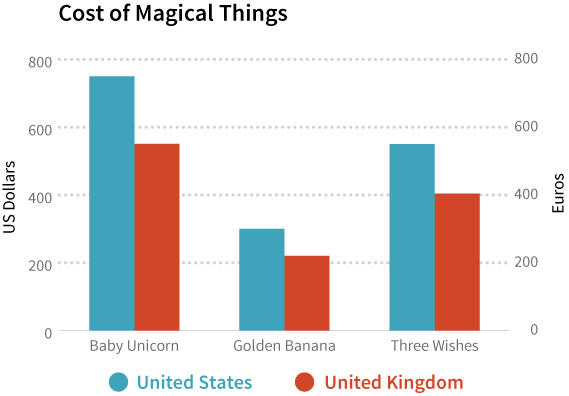 Cost of Magical Things
800
600
400
200
0
US Dollars
800
600
400
200
0
Euros
Baby Unicorn
Golden Banana
Three Wishes
United States
United Kingdom